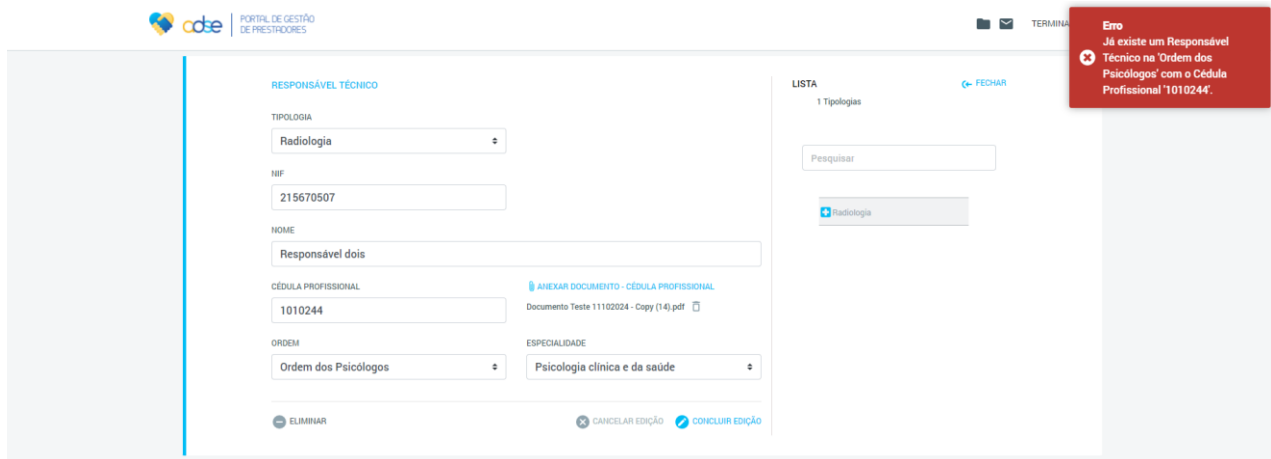 adse
PORTAL DE GESTÃO
DE PRESTADORES
TERMINA
Erro
Já existe um Responsável
Técnico na 'Ordem dos
Psicólogos' com o Cédula
Profissional '1010244'.
RESPONSÁVEL TÉCNICO
TIPOLOGIA
Radiologia
NIF
215670507
NOME
Responsável dois
CÉDULA PROFISSIONAL
1010244
ANEXAR DOCUMENTO - CÉDULA PROFISSIONAL
Documento Teste 11102024 - Copy (14).pdf
ORDEM
Ordem dos Psicólogos
ESPECIALIDADE
Psicologia clínica e da saúde
ELIMINAR
CANCELAR EDIÇÃO
CONCLUIR EDIÇÃO
LISTA
FECHAR
1 Tipologias
Pesquisar
Radiologia